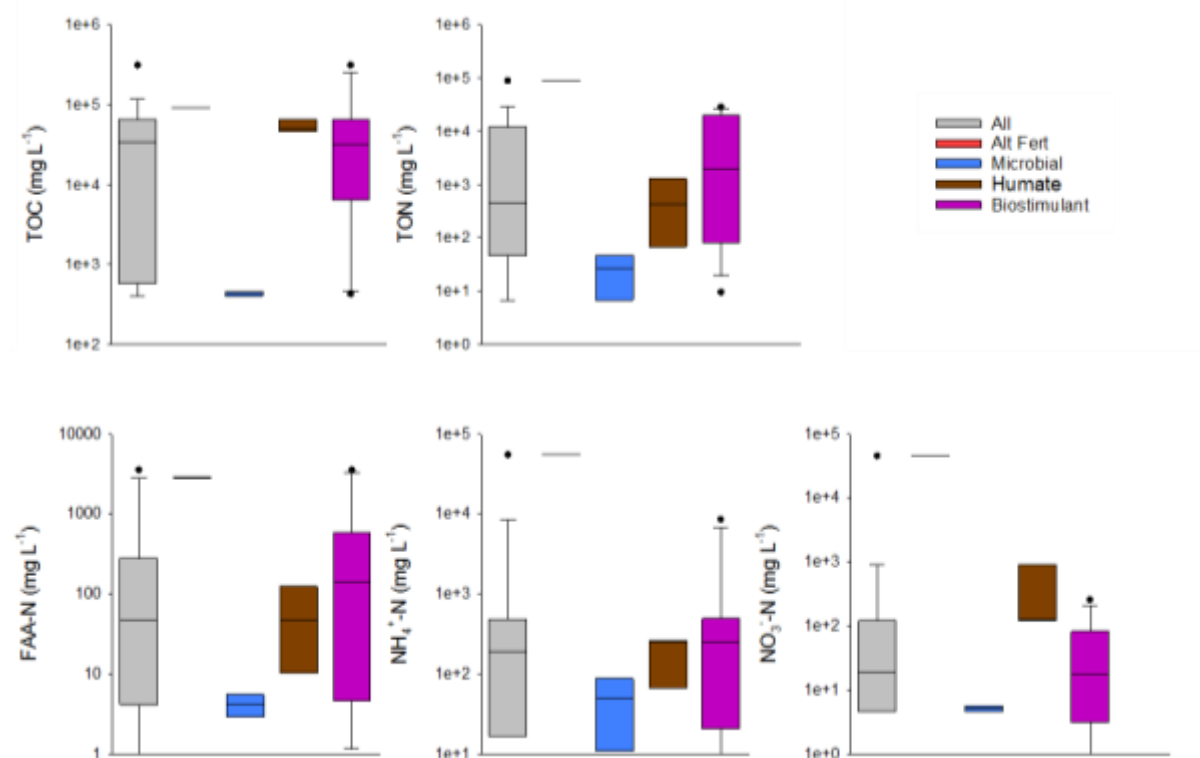 1e+6
1e+5
1e+4
1e+3
1e+2
TOC (mg L⁻¹)
1e+6
1e+5
1e+4
1e+3
1e+2
1e+1
1e+0
TON (mg L⁻¹)
All
Alt Fert
Microbial
Humate
Biostimulant
10000
1000
100
10
1
FAA-N (mg L⁻¹)
1e+5
1e+4
1e+3
1e+2
1e+1
NH₄⁺-N (mg L⁻¹)
1e+5
1e+4
1e+3
1e+2
1e+1
1e+0
NO₃⁻-N (mg L⁻¹)